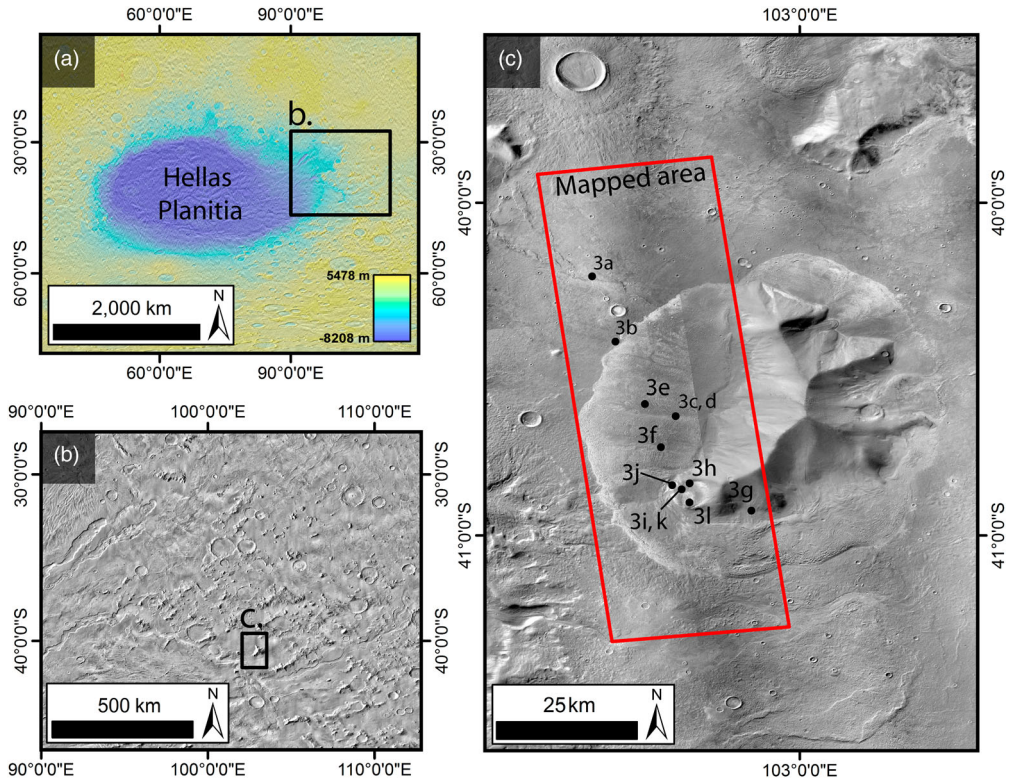 60°0'0"E
90°0'0"E
(a)
b.
Hellas
Planitia
30°0'0"S
60°0'0"S
30°0'0"S
60°0'0"S
5478 m
-8208 m
2,000 km
N
60°0'0"E
90°0'0"E
90°0'0"E
100°0'0"E
110°0'0"E
(b)
30°0'0"S
40°0'0"S
30°0'0"S
40°0'0"S
c.
500 km
N
90°0'0"E
100°0'0"E
110°0'0"E
103°0'0"E
(c)
Mapped area
40°0'0"S
41°0'0"S
40°0'0"S
41°0'0"S
3a
3b
3e
3c, d
3f
3j
3h
3g
3i, k
3l
25 km
N
103°0'0"E